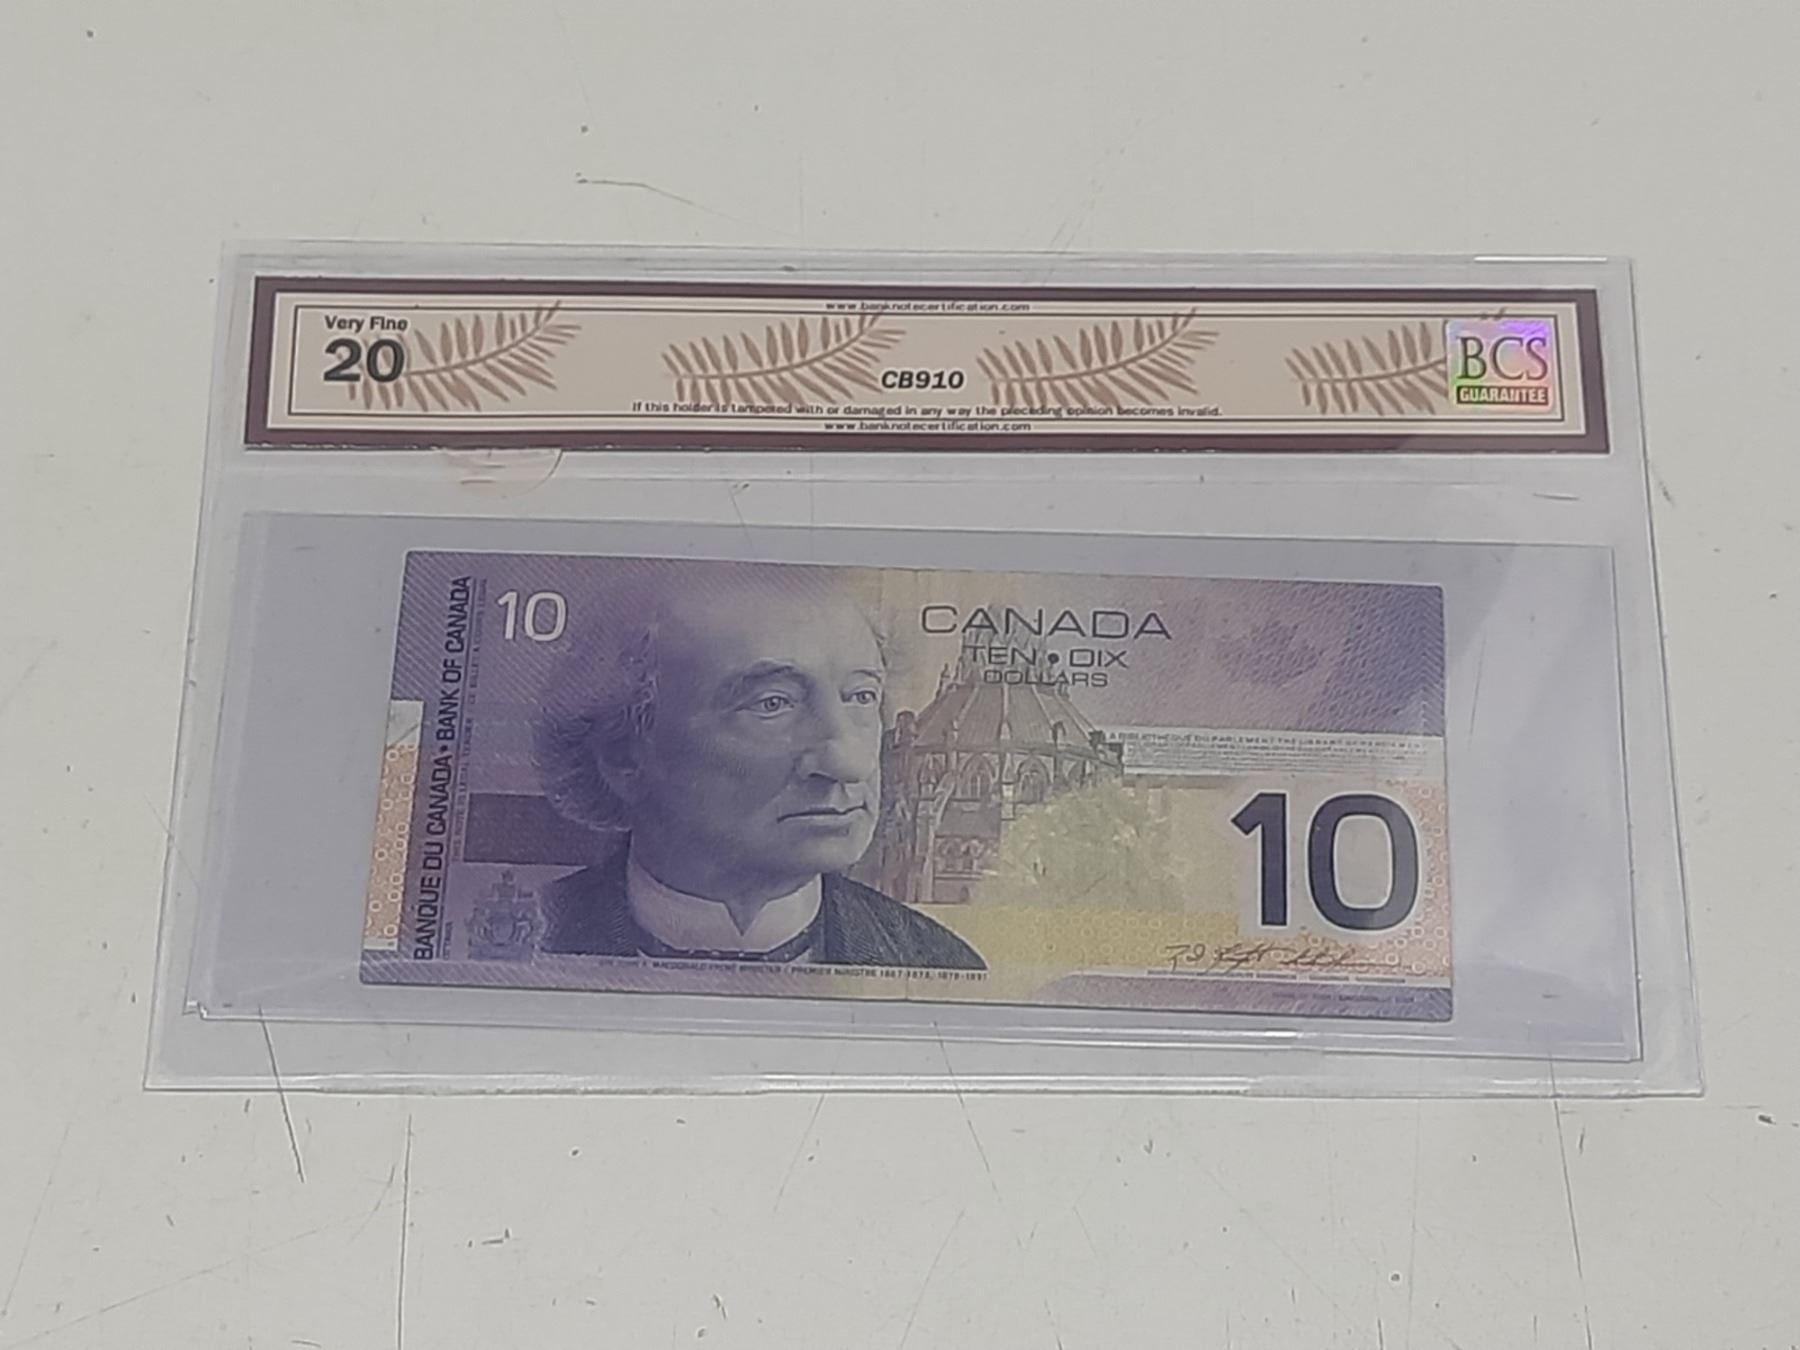 www.banknotecertification.com
Very Fine
20
CB910
BCS
GUARANTEE
If this holder is tampered with or damaged in any way the preceding opinion becomes invalid.
www.banknotecertification.com
10
BANQUE DU CANADA • BANK OF CANADA
CANADA
TEN • DIX
DOLLARS
10
10